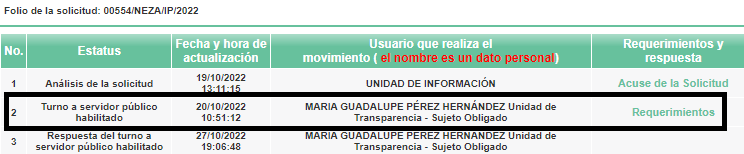 Folio de la solicitud: 00554/NEZA/IP/2022
No. Estatus Fecha y hora de actualización Usuario que realiza el movimiento ( el nombre es un dato personal) Requerimientos y respuesta
1 Análisis de la solicitud 19/10/2022 13:11:15 UNIDAD DE INFORMACIÓN Acuse de la Solicitud
2 Turno a servidor público habilitado 20/10/2022 10:51:12 MARIA GUADALUPE PÉREZ HERNÁNDEZ Unidad de Transparencia - Sujeto Obligado Requerimientos
3 Respuesta del turno a servidor público habilitado 27/10/2022 19:06:48 MARIA GUADALUPE PÉREZ HERNÁNDEZ Unidad de Transparencia - Sujeto Obligado